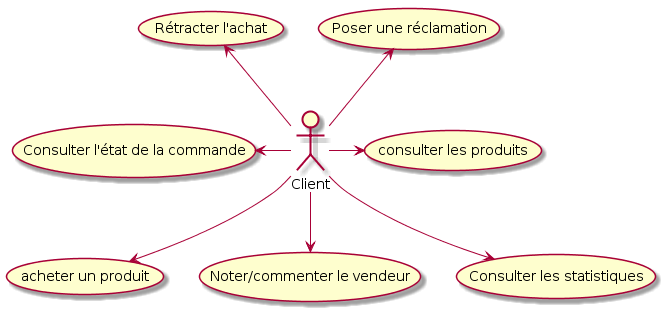 Rétracter l'achat
Poser une réclamation
Consulter l'état de la commande
consulter les produits
Client
acheter un produit
Noter/commenter le vendeur
Consulter les statistiques